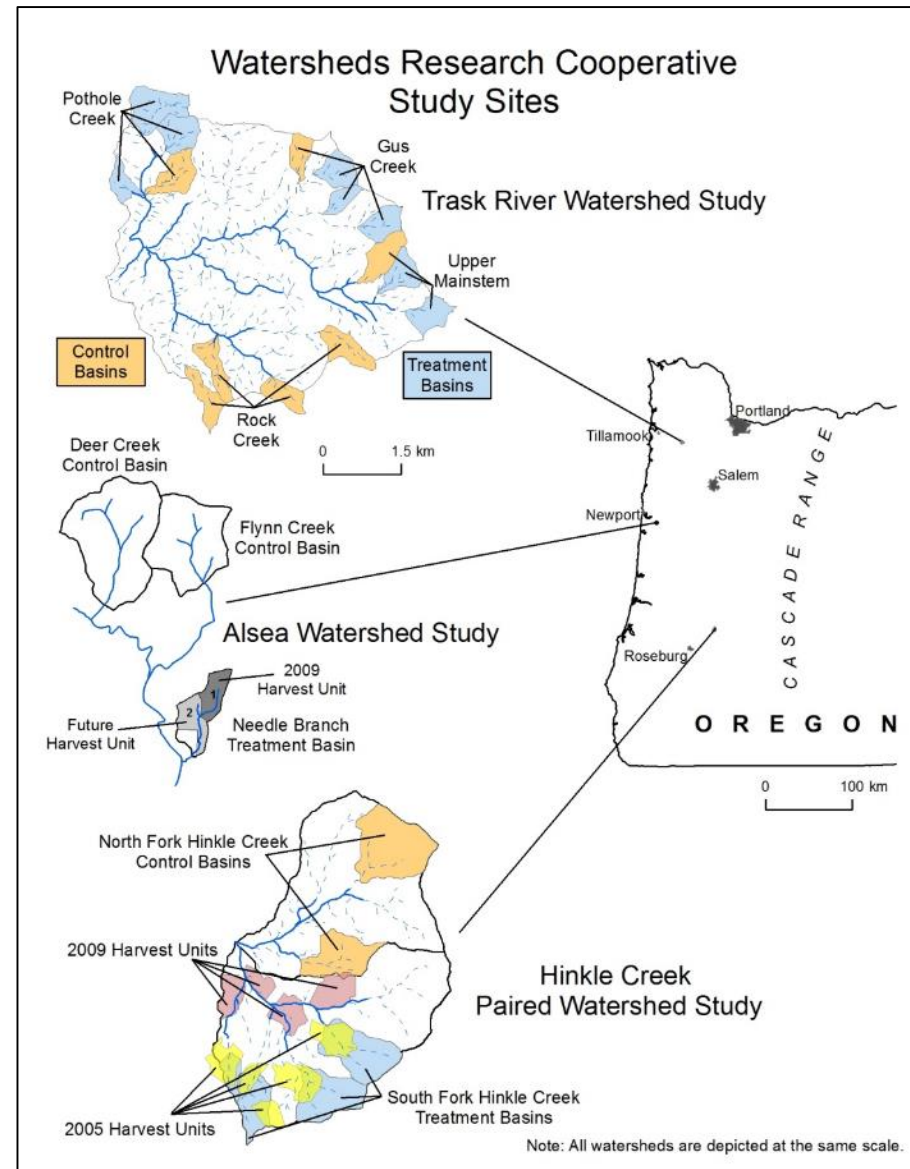 Watersheds Research Cooperative
Study Sites
Pothole
Creek
Gus
Creek
Trask River Watershed Study
Upper
Mainstem
Control
Basins
Treatment
Basins
Rock
Creek
0 1.5 km
Portland
Tillamook
Salem
Newport
Roseburg
CASCADE RANGE
OREGON
0 100 km
Deer Creek
Control Basin
Flynn Creek
Control Basin
Alsea Watershed Study
2009
Harvest Unit
1
2
Future
Harvest Unit
Needle Branch
Treatment Basin
North Fork Hinkle Creek
Control Basins
2009 Harvest Units
Hinkle Creek
Paired Watershed Study
South Fork Hinkle Creek
Treatment Basins
2005 Harvest Units
Note: All watersheds are depicted at the same scale.